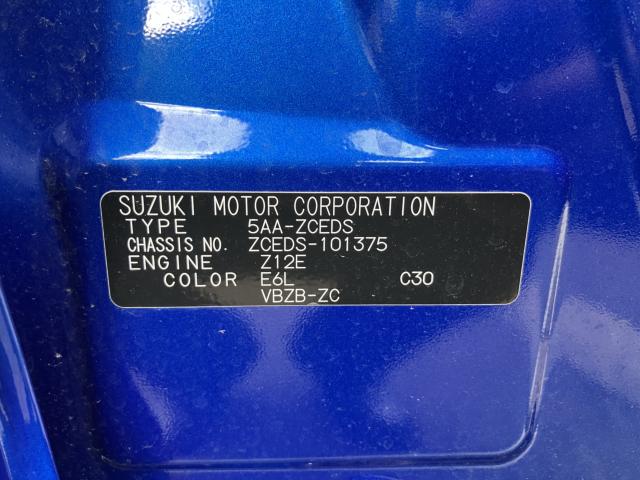 SUZUKI MOTOR CORPORATION
TYPE 5AA-ZCEDS
CHASSIS NO. ZCEDS-101375
ENGINE Z12E
COLOR E6L C30
VBZB-ZC